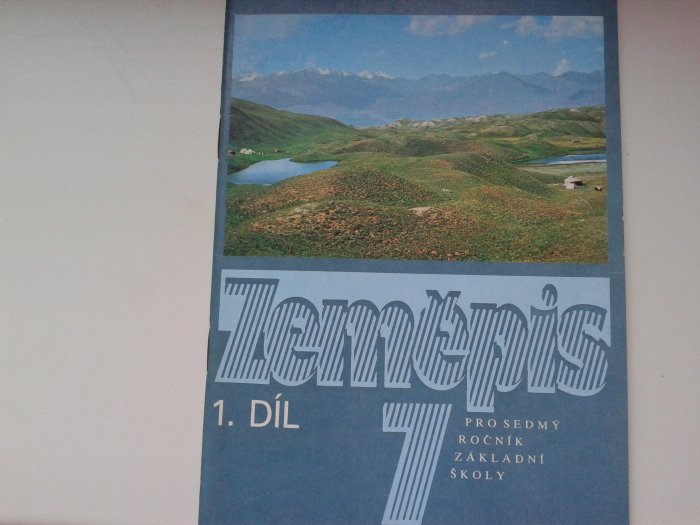 Zeměpis
1. DÍL
7
PRO SEDMÝ
ROČNÍK
ZÁKLADNÍ
ŠKOLY